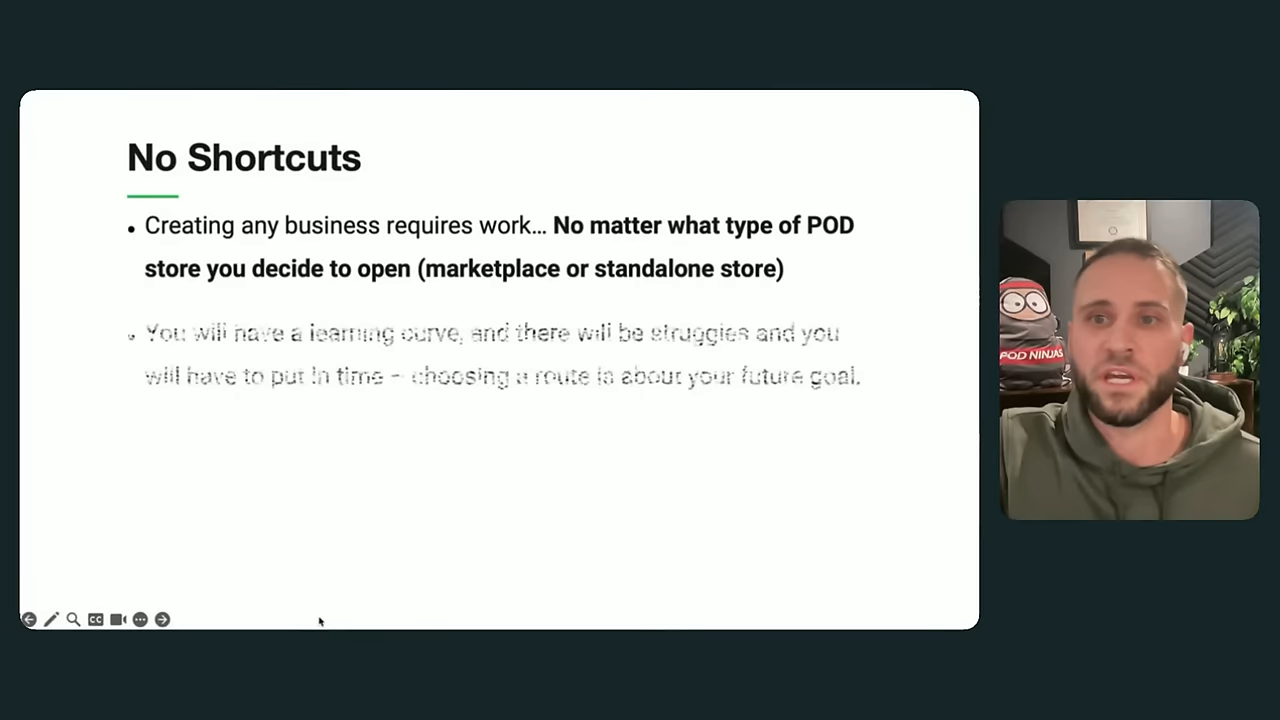 No Shortcuts
• Creating any business requires work... No matter what type of POD
store you decide to open (marketplace or standalone store)
• You will have a learning curve, and there will be struggles and you
will have to put in time – choosing a route is about your future goal.
CC
POD NINJAS